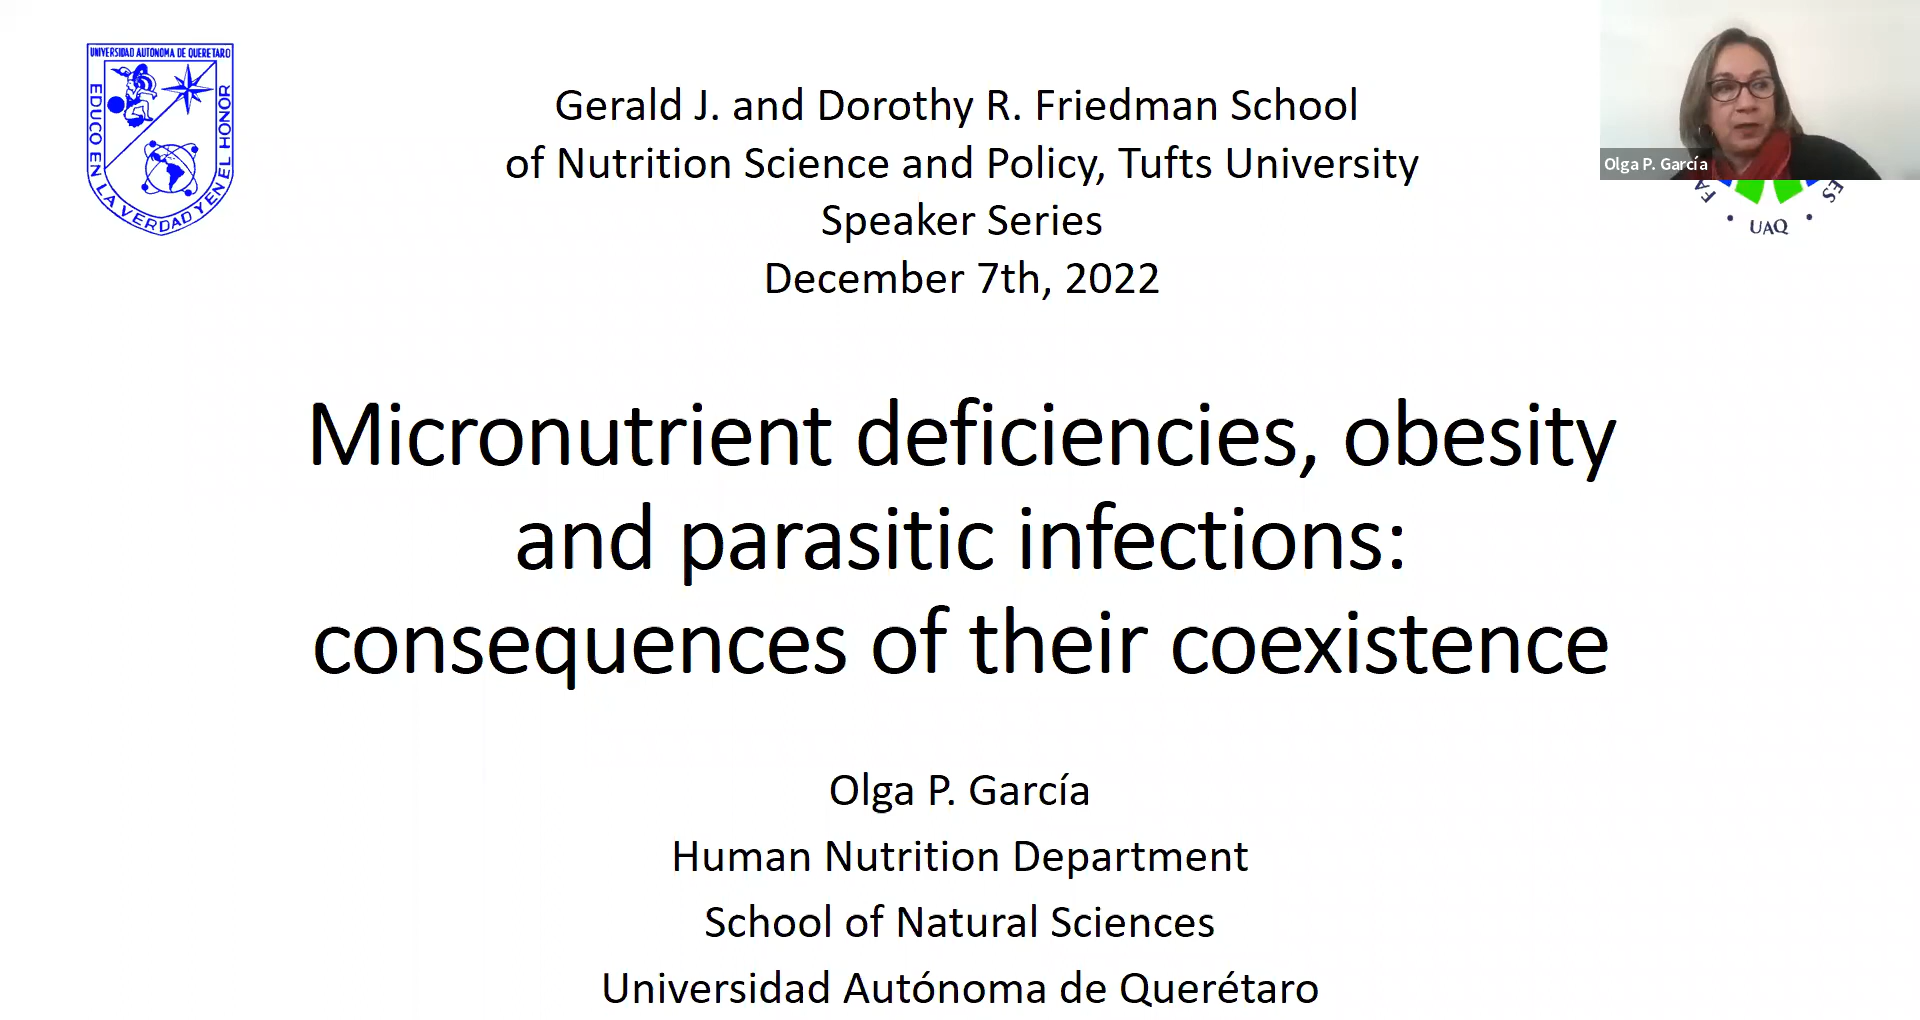 UNIVERSIDAD AUTONOMA DE QUERETARO
EDUCO EN LA VERDAD Y EN EL HONOR
Gerald J. and Dorothy R. Friedman School
of Nutrition Science and Policy, Tufts University
Speaker Series
December 7th, 2022
Olga P. García
UAQ
Micronutrient deficiencies, obesity
and parasitic infections:
consequences of their coexistence
Olga P. García
Human Nutrition Department
School of Natural Sciences
Universidad Autónoma de Querétaro